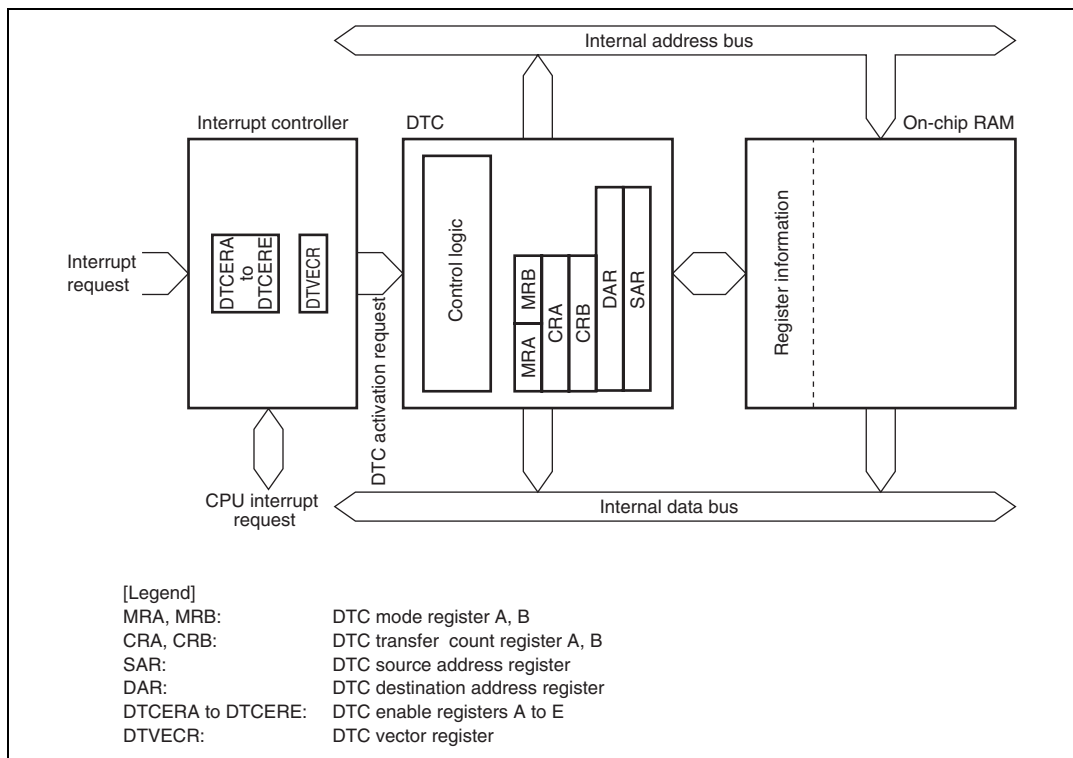 Internal address bus
Interrupt controller
DTC
On-chip RAM
Interrupt
request
DTCERA
to
DTCERE
DTVECR
DTC activation request
Control logic
MRA
MRB
CRA
CRB
DAR
SAR
Register information
CPU interrupt
request
Internal data bus
[Legend]
MRA, MRB: DTC mode register A, B
CRA, CRB: DTC transfer count register A, B
SAR: DTC source address register
DAR: DTC destination address register
DTCERA to DTCERE: DTC enable registers A to E
DTVECR: DTC vector register